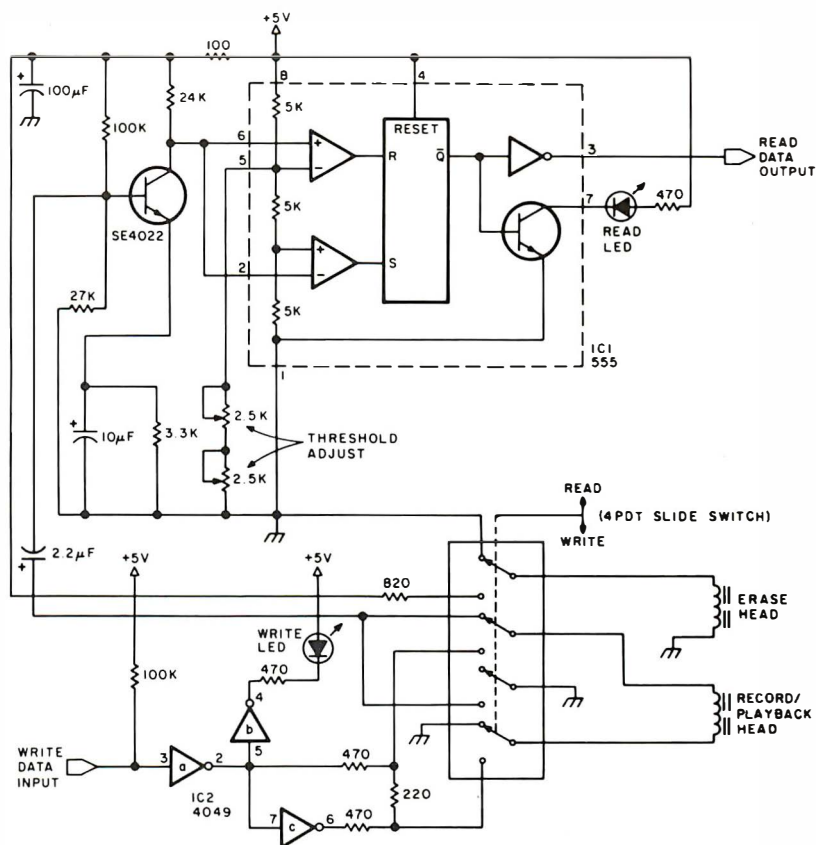 +5V
100
8
4
100µF
24K
5K
RESET
100K
6
+
R
Q̄
3
READ
DATA
OUTPUT
5
−
7
470
SE4022
5K
READ
LED
+
2
−
S
27K
5K
IC1
555
1
+
10µF
3.3K
2.5K
THRESHOLD
ADJUST
2.5K
READ
(4PDT SLIDE SWITCH)
WRITE
2.2µF
+
+5V
+5V
820
ERASE
HEAD
WRITE
LED
100K
470
4
b
RECORD/
PLAYBACK
HEAD
WRITE
DATA
INPUT
3
a
2
5
470
IC2
4049
220
7
c
6
470